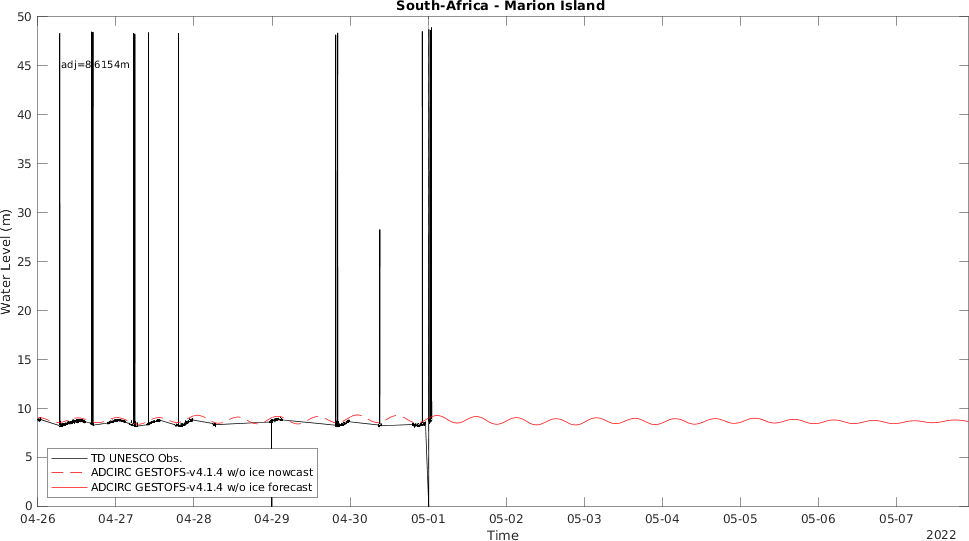 South-Africa - Marion Island
50
45
40
35
30
25
20
15
10
5
0
Water Level (m)
adj=8.6154m
TD UNESCO Obs.
ADCIRC GESTOFS-v4.1.4 w/o ice nowcast
ADCIRC GESTOFS-v4.1.4 w/o ice forecast
04-26 04-27 04-28 04-29 04-30 05-01 05-02 05-03 05-04 05-05 05-06 05-07
Time
2022